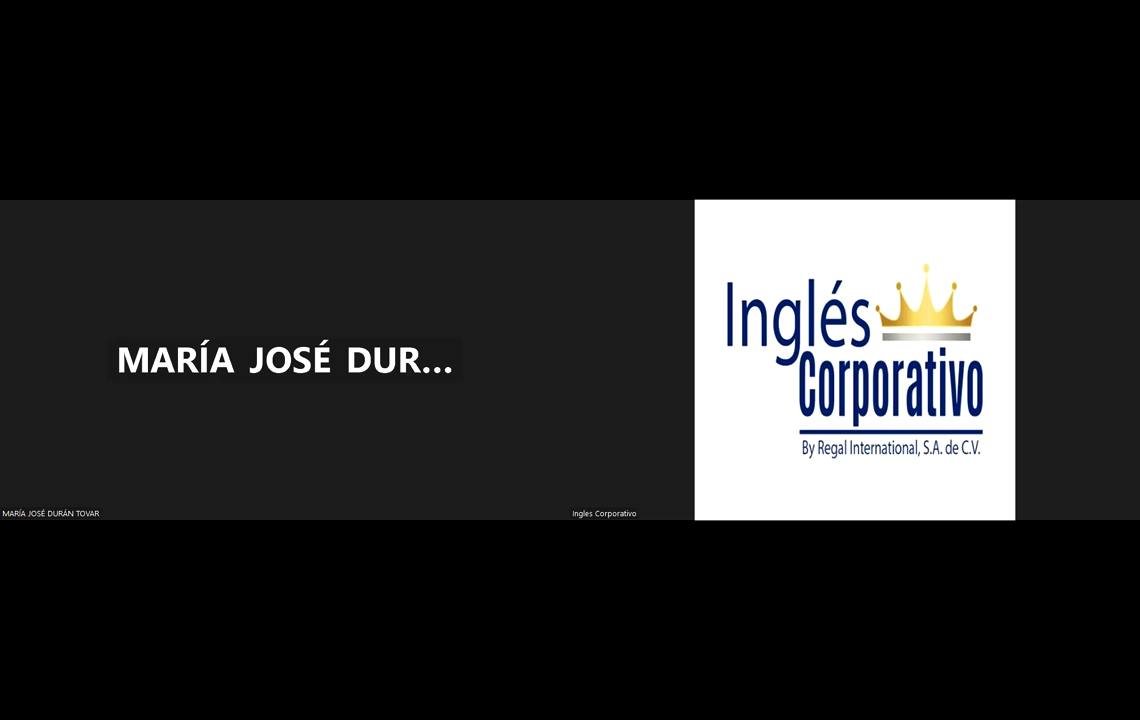 MARÍA JOSÉ DUR...
MARÍA JOSÉ DURÁN TOVAR
Inglés
Corporativo
By Regal International, S.A. de C.V.
Ingles Corporativo